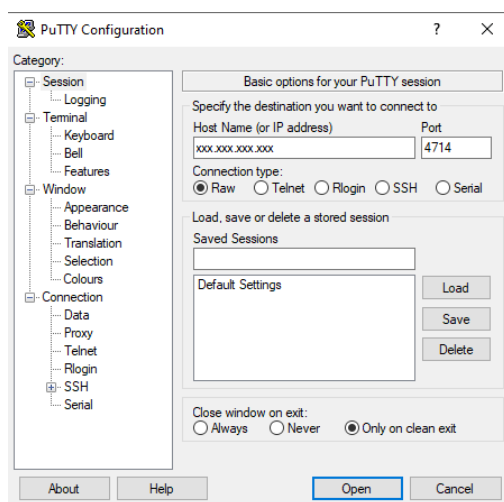 PuTTY Configuration
?
Category:
Session
Logging
Terminal
Keyboard
Bell
Features
Window
Appearance
Behaviour
Translation
Selection
Colours
Connection
Data
Proxy
Telnet
Rlogin
SSH
Serial
Basic options for your PuTTY session
Specify the destination you want to connect to
Host Name (or IP address) Port
xxx.xxx.xxx.xxx 4714
Connection type:
Raw Telnet Rlogin SSH Serial
Load, save or delete a stored session
Saved Sessions
Default Settings
Load
Save
Delete
Close window on exit:
Always Never Only on clean exit
About Help Open Cancel